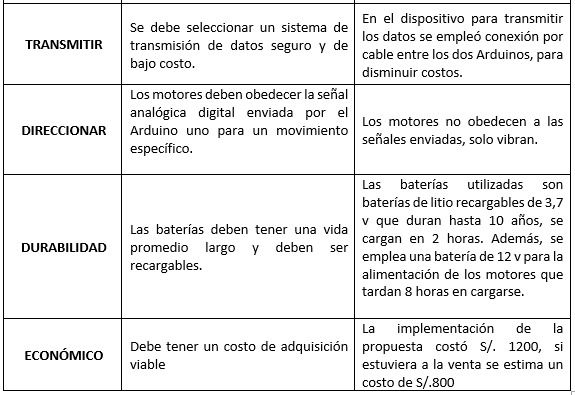 TRANSMITIR
Se debe seleccionar un sistema de
transmisión de datos seguro y de
bajo costo.
En el dispositivo para transmitir
los datos se empleó conexión por
cable entre los dos Arduinos, para
disminuir costos.
DIRECCIONAR
Los motores deben obedecer la señal
analógica digital enviada por el
Arduino uno para un movimiento
específico.
Los motores no obedecen a las
señales enviadas, solo vibran.
DURABILIDAD
Las baterías deben tener una vida
promedio largo y deben ser
recargables.
Las baterías utilizadas son
baterías de litio recargables de 3,7
v que duran hasta 10 años, se
cargan en 2 horas. Además, se
emplea una batería de 12 v para la
alimentación de los motores que
tardan 8 horas en cargarse.
ECONÓMICO
Debe tener un costo de adquisición
viable
La implementación de la
propuesta costó S/. 1200, si
estuviera a la venta se estima un
costo de S/.800